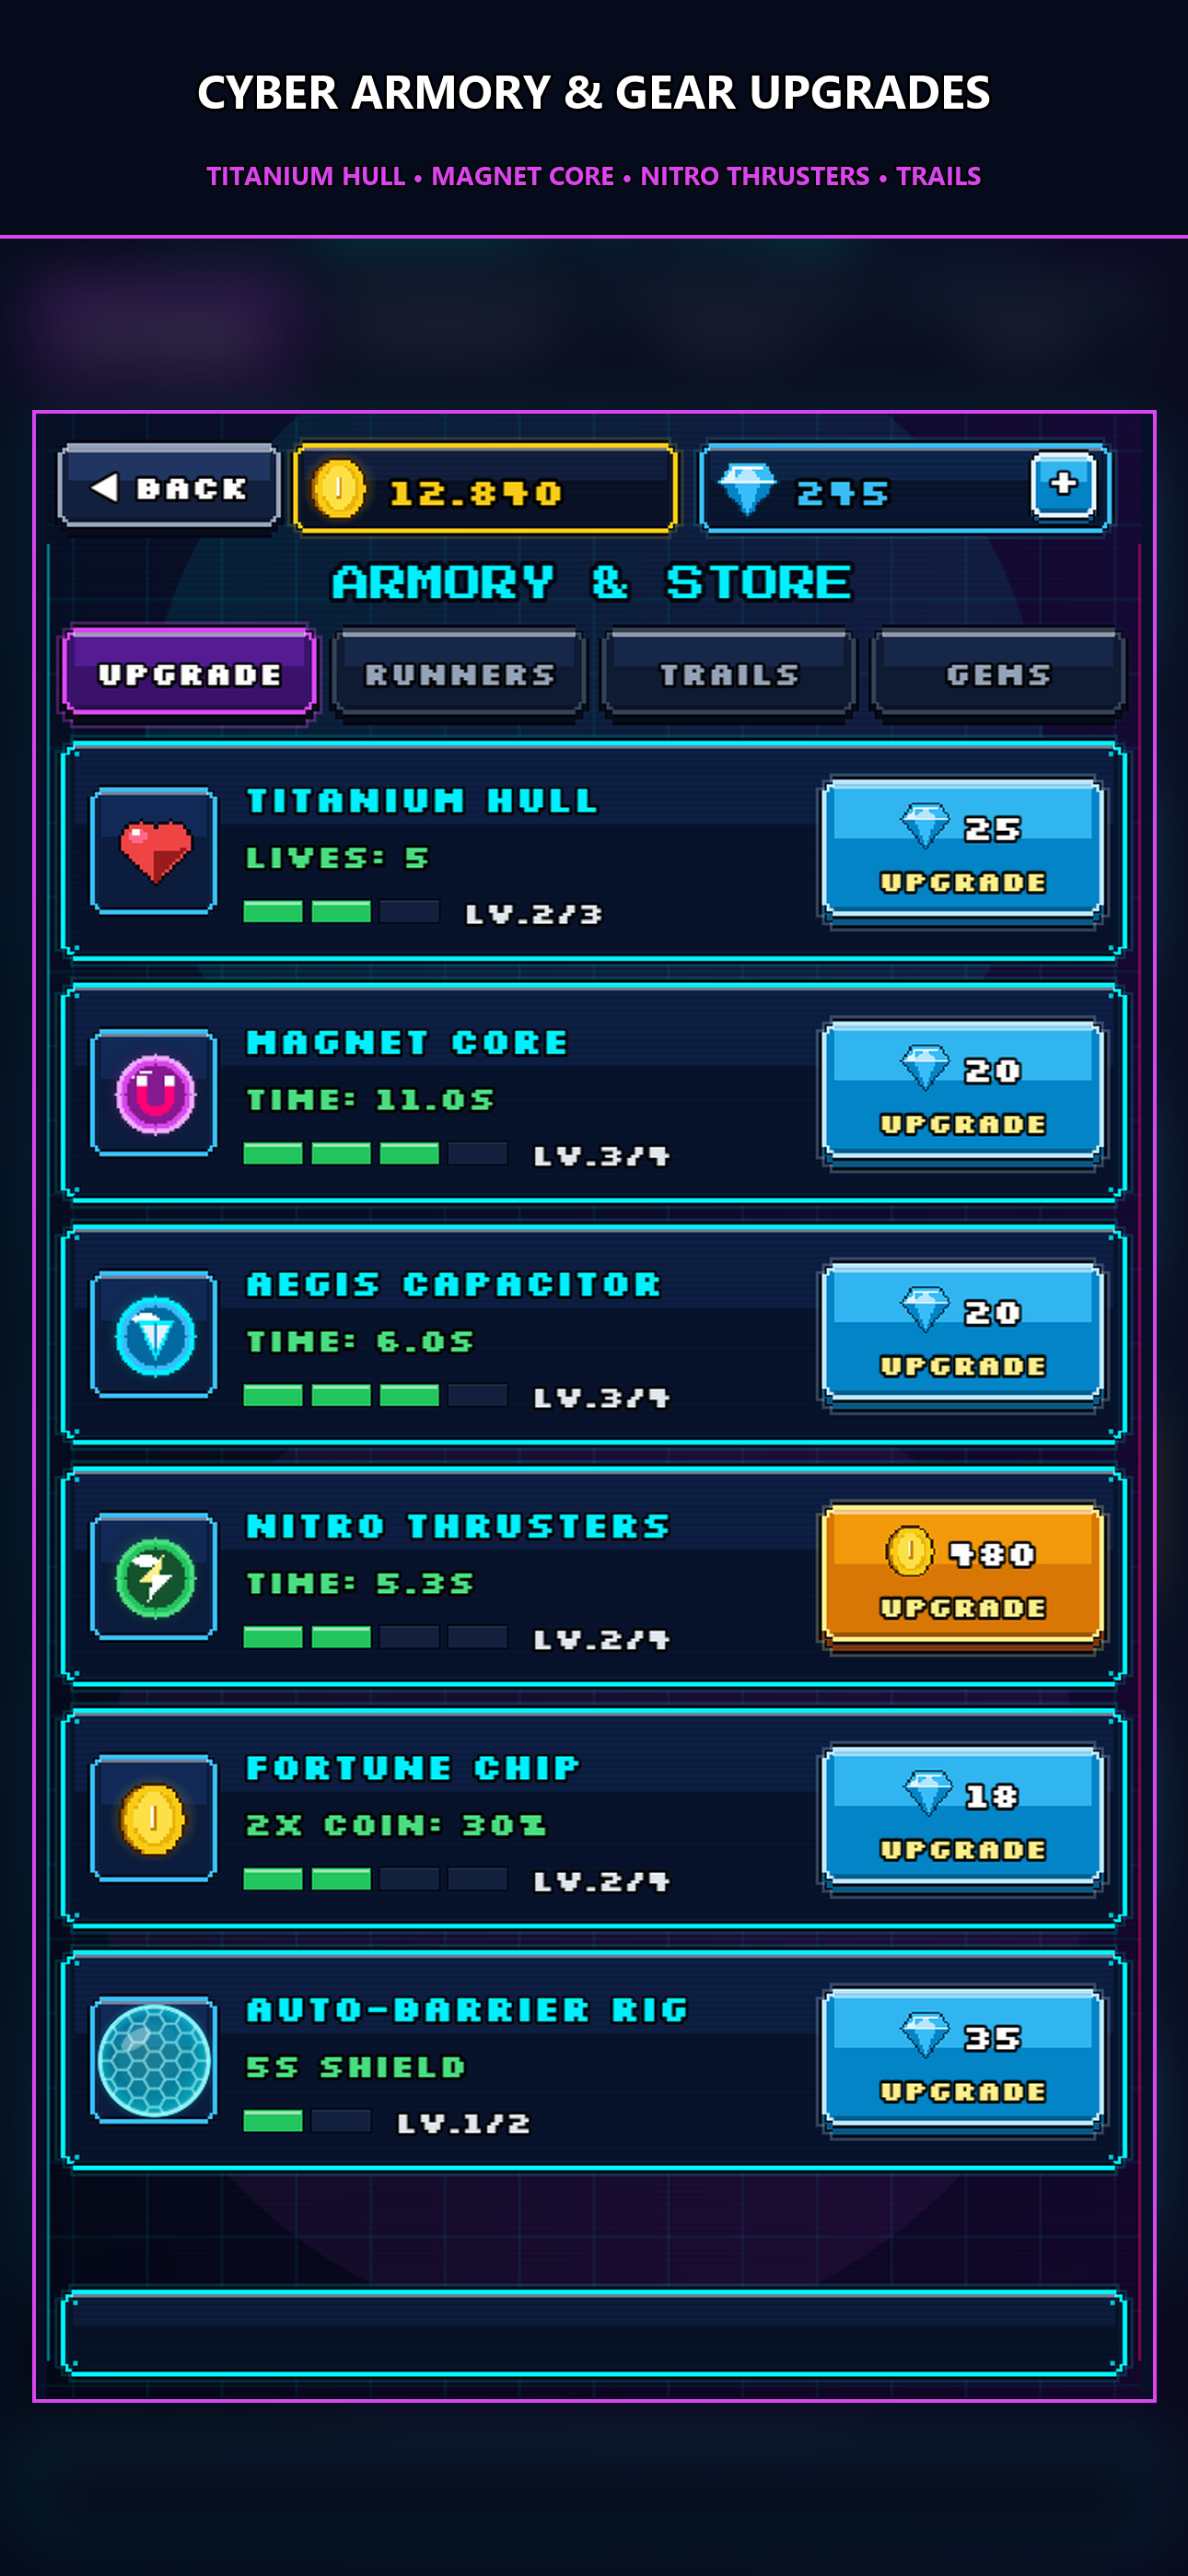 CYBER ARMORY & GEAR UPGRADES
TITANIUM HULL • MAGNET CORE • NITRO THRUSTERS • TRAILS
BACK
12.840
245
+
ARMORY & STORE
UPGRADE
RUNNERS
TRAILS
GEMS
TITANIUM HULL
LIVES: 5
LV.2/3
25
UPGRADE
MAGNET CORE
TIME: 11.0S
LV.3/4
20
UPGRADE
AEGIS CAPACITOR
TIME: 6.0S
LV.3/4
20
UPGRADE
NITRO THRUSTERS
TIME: 5.3S
LV.2/4
480
UPGRADE
FORTUNE CHIP
2X COIN: 30%
LV.2/4
18
UPGRADE
AUTO-BARRIER RIG
5S SHIELD
LV.1/2
35
UPGRADE